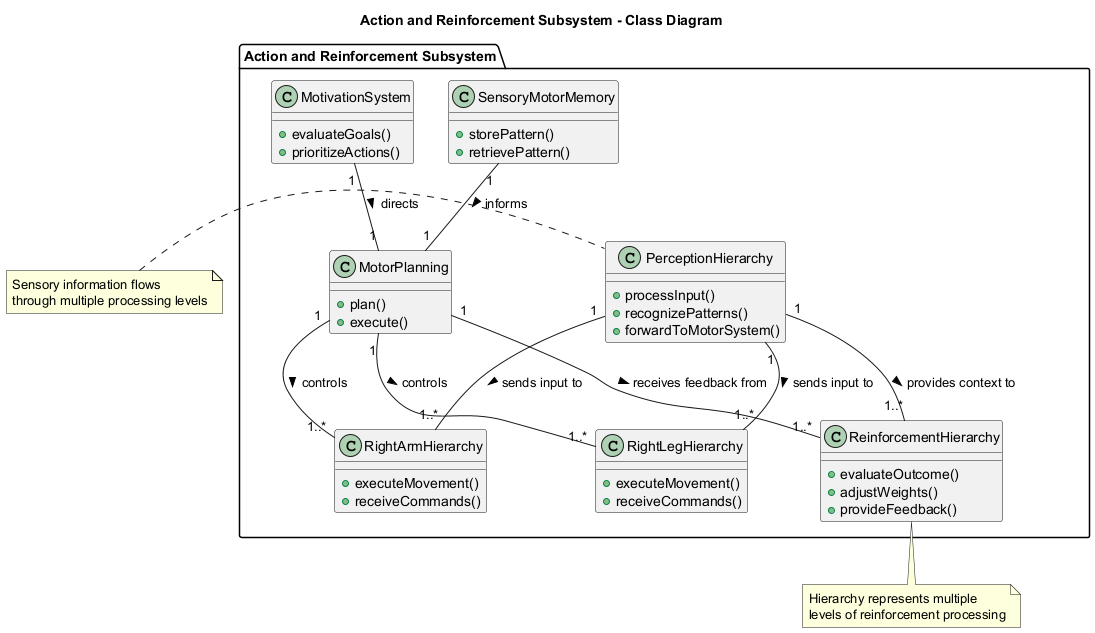 Action and Reinforcement Subsystem - Class Diagram
Action and Reinforcement Subsystem
C MotivationSystem
evaluateGoals()
prioritizeActions()
C SensoryMotorMemory
storePattern()
retrievePattern()
1
1
directs
informs
1
1
Sensory information flows
through multiple processing levels
C MotorPlanning
plan()
execute()
C PerceptionHierarchy
processInput()
recognizePatterns()
forwardToMotorSystem()
1
1
1
1
1
1
controls
controls
sends input to
receives feedback from
sends input to
provides context to
1..*
1..*
1..*
1..*
1..*
1..*
C RightArmHierarchy
executeMovement()
receiveCommands()
C RightLegHierarchy
executeMovement()
receiveCommands()
C ReinforcementHierarchy
evaluateOutcome()
adjustWeights()
provideFeedback()
Hierarchy represents multiple
levels of reinforcement processing